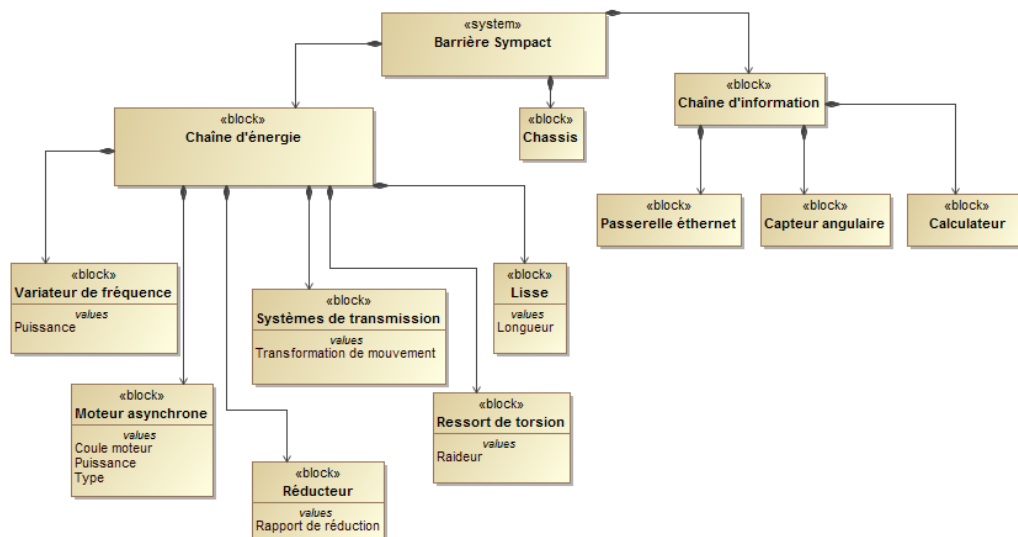 «system»
Barrière Sympact
«block»
Chaîne d'information
«block»
Chaîne d'énergie
«block»
Chassis
«block»
Passerelle éthernet
«block»
Capteur angulaire
«block»
Calculateur
«block»
Variateur de fréquence
values
Puissance
«block»
Systèmes de transmission
values
Transformation de mouvement
«block»
Lisse
values
Longueur
«block»
Moteur asynchrone
values
Coule moteur
Puissance
Type
«block»
Ressort de torsion
values
Raideur
«block»
Réducteur
values
Rapport de réduction